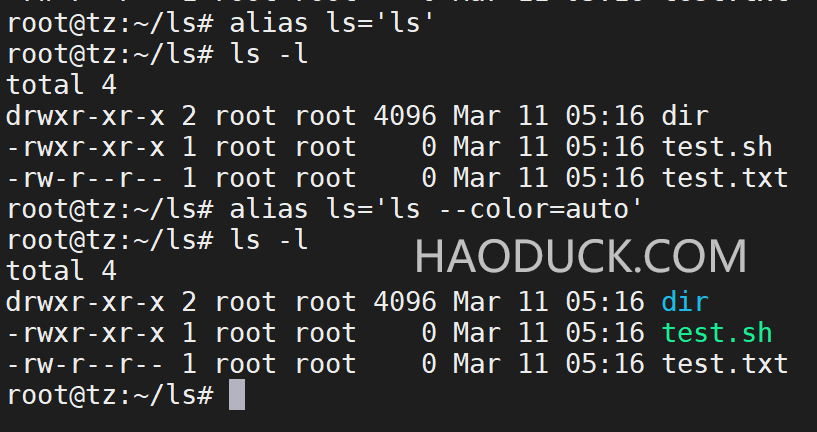 root@tz:~/ls# alias ls='ls'
root@tz:~/ls# ls -l
total 4
drwxr-xr-x 2 root root 4096 Mar 11 05:16 dir
-rwxr-xr-x 1 root root    0 Mar 11 05:16 test.sh
-rw-r--r-- 1 root root    0 Mar 11 05:16 test.txt
root@tz:~/ls# alias ls='ls --color=auto'
root@tz:~/ls# ls -l
HAODUCK.COM
total 4
drwxr-xr-x 2 root root 4096 Mar 11 05:16 dir
-rwxr-xr-x 1 root root    0 Mar 11 05:16 test.sh
-rw-r--r-- 1 root root    0 Mar 11 05:16 test.txt
root@tz:~/ls#